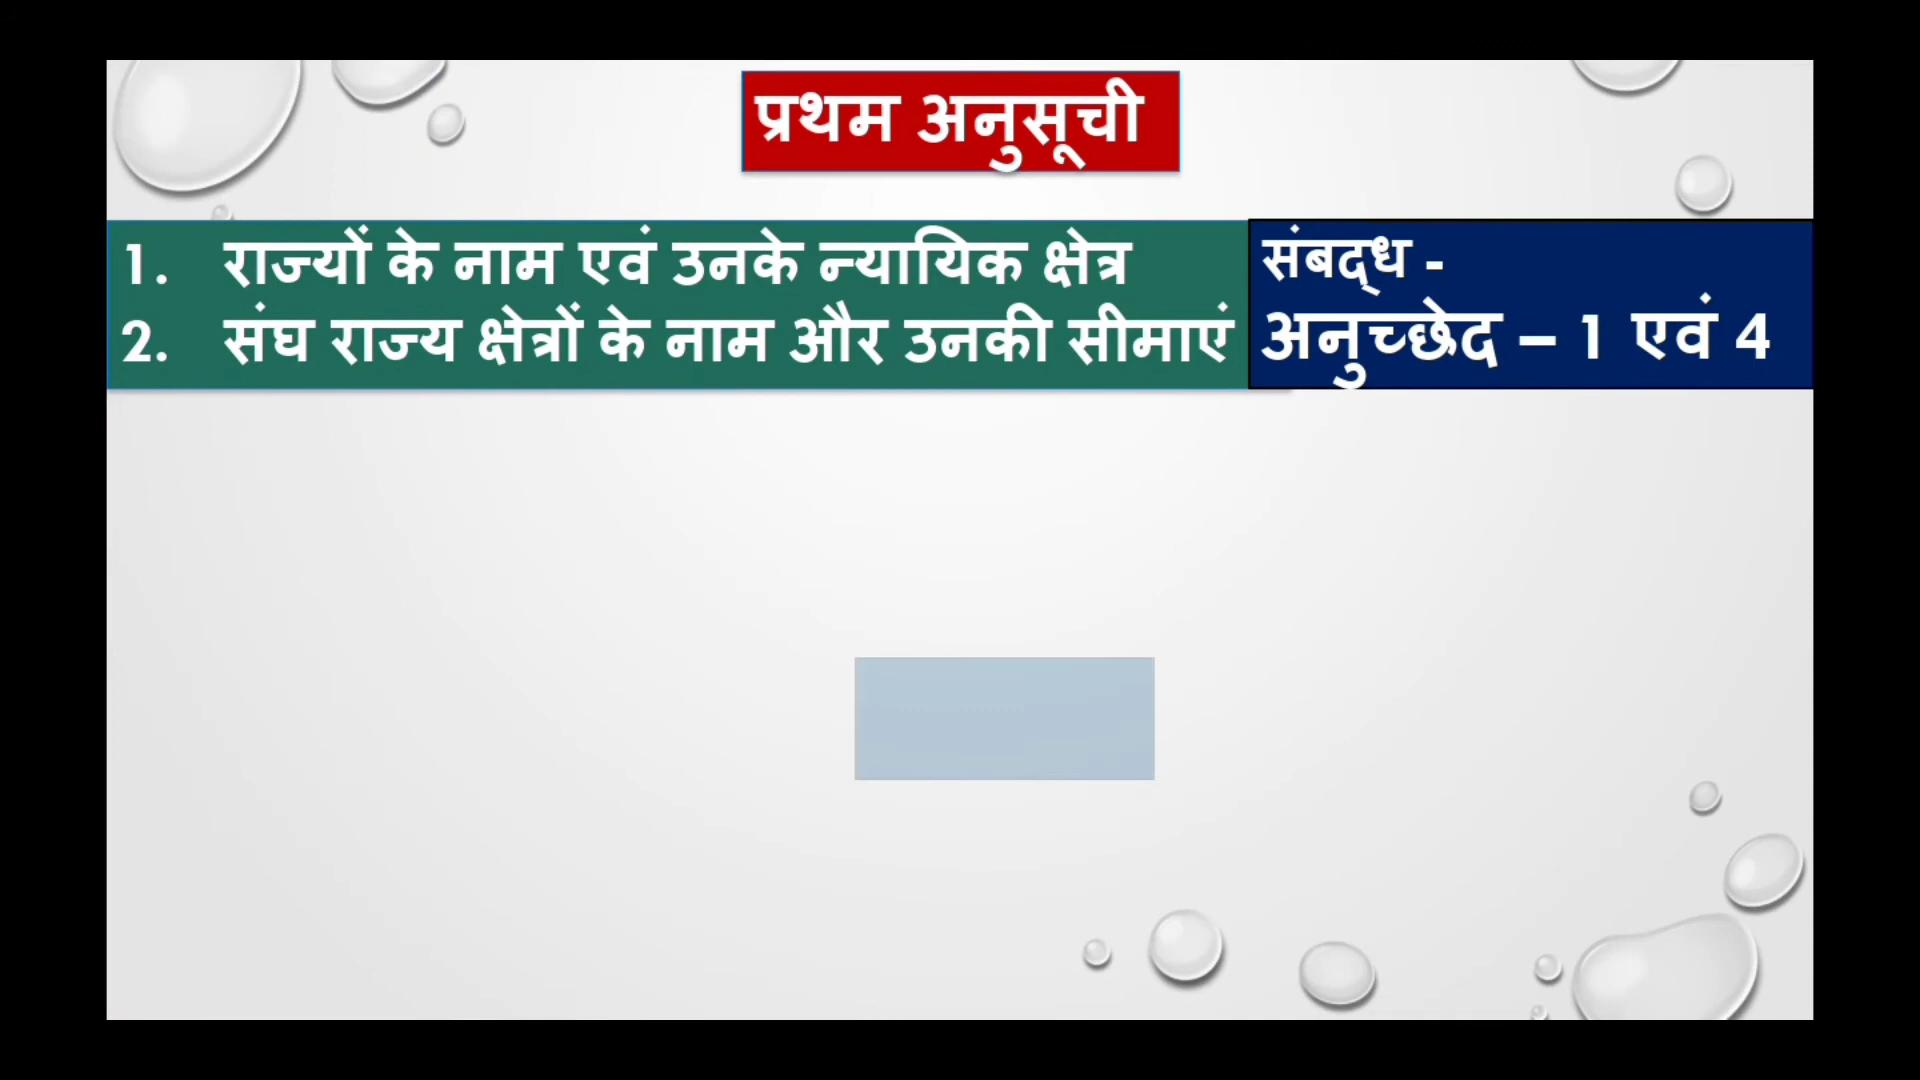 प्रथम अनुसूची
1. राज्यों के नाम एवं उनके न्यायिक क्षेत्र
2. संघ राज्य क्षेत्रों के नाम और उनकी सीमाएं
संबद्ध -
अनुच्छेद – 1 एवं 4